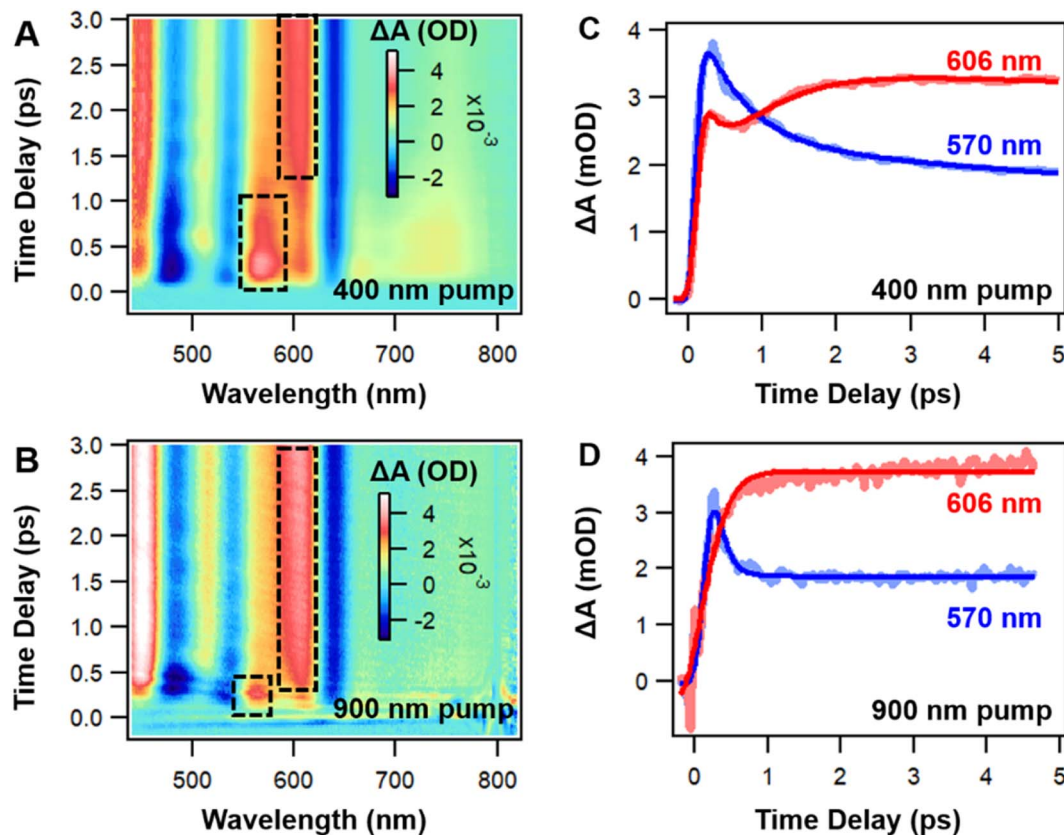 A
ΔA (OD)
4
2
0
-2
x10⁻³
400 nm pump
3.0
2.5
2.0
1.5
1.0
0.5
0.0
Time Delay (ps)
500 600 700 800
Wavelength (nm)
C
606 nm
570 nm
400 nm pump
4
3
2
1
0
ΔA (mOD)
0 1 2 3 4 5
Time Delay (ps)
B
ΔA (OD)
4
2
0
-2
x10⁻³
900 nm pump
3.0
2.5
2.0
1.5
1.0
0.5
0.0
Time Delay (ps)
500 600 700 800
Wavelength (nm)
D
606 nm
570 nm
900 nm pump
4
3
2
1
0
ΔA (mOD)
0 1 2 3 4 5
Time Delay (ps)